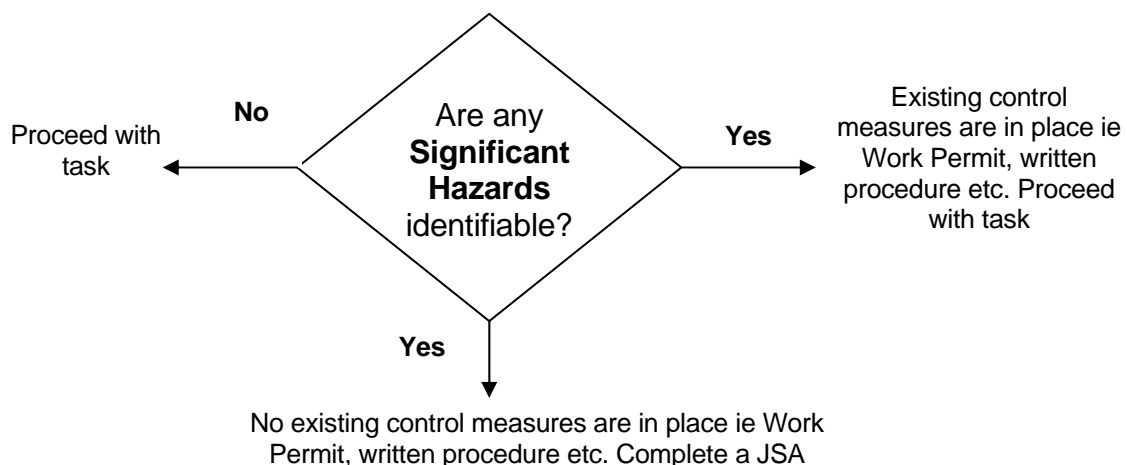 No
Proceed with
task
Are any
Significant
Hazards
identifiable?
Yes
Existing control
measures are in place ie
Work Permit, written
procedure etc. Proceed
with task
Yes
No existing control measures are in place ie Work
Permit, written procedure etc. Complete a JSA